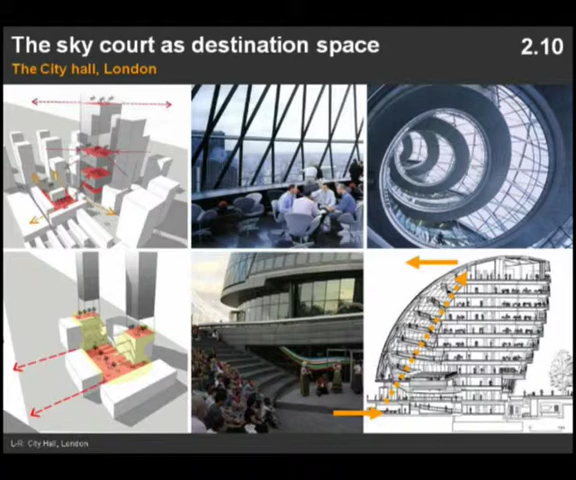 The sky court as destination space
2.10
The City hall, London
L-R: City Hall, London